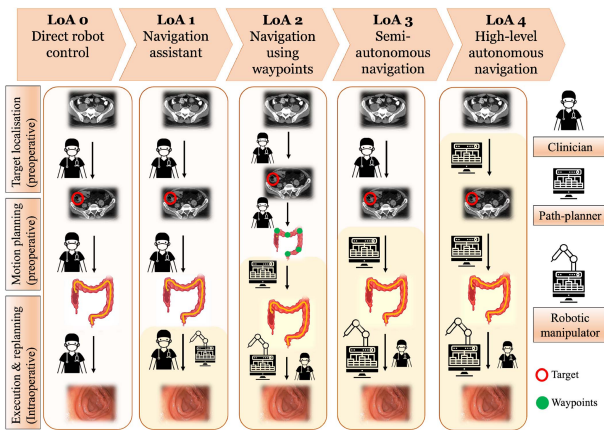 LoA 0
Direct robot
control
LoA 1
Navigation
assistant
LoA 2
Navigation
using
waypoints
LoA 3
Semi-
autonomous
navigation
LoA 4
High-level
autonomous
navigation
Target localisation
(preoperative)
Motion planning
(preoperative)
Execution & replanning
(Intraoperative)
Clinician
Path-planner
Robotic
manipulator
Target
Waypoints